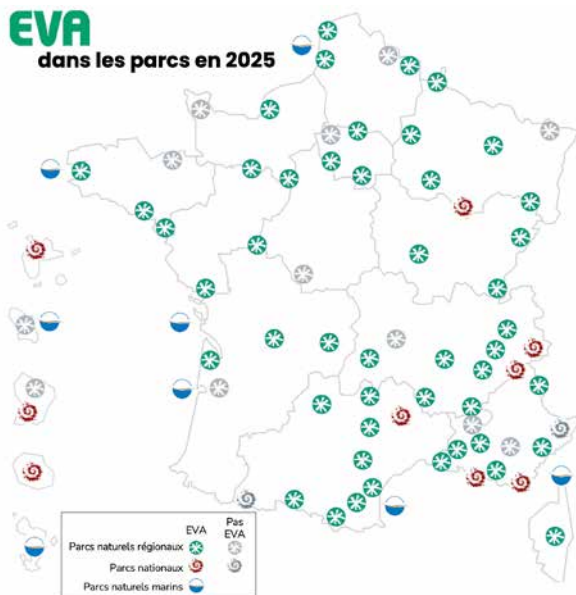 EVA
dans les parcs en 2025
EVA
Pas
EVA
Parcs naturels régionaux
Parcs nationaux
Parcs naturels marins